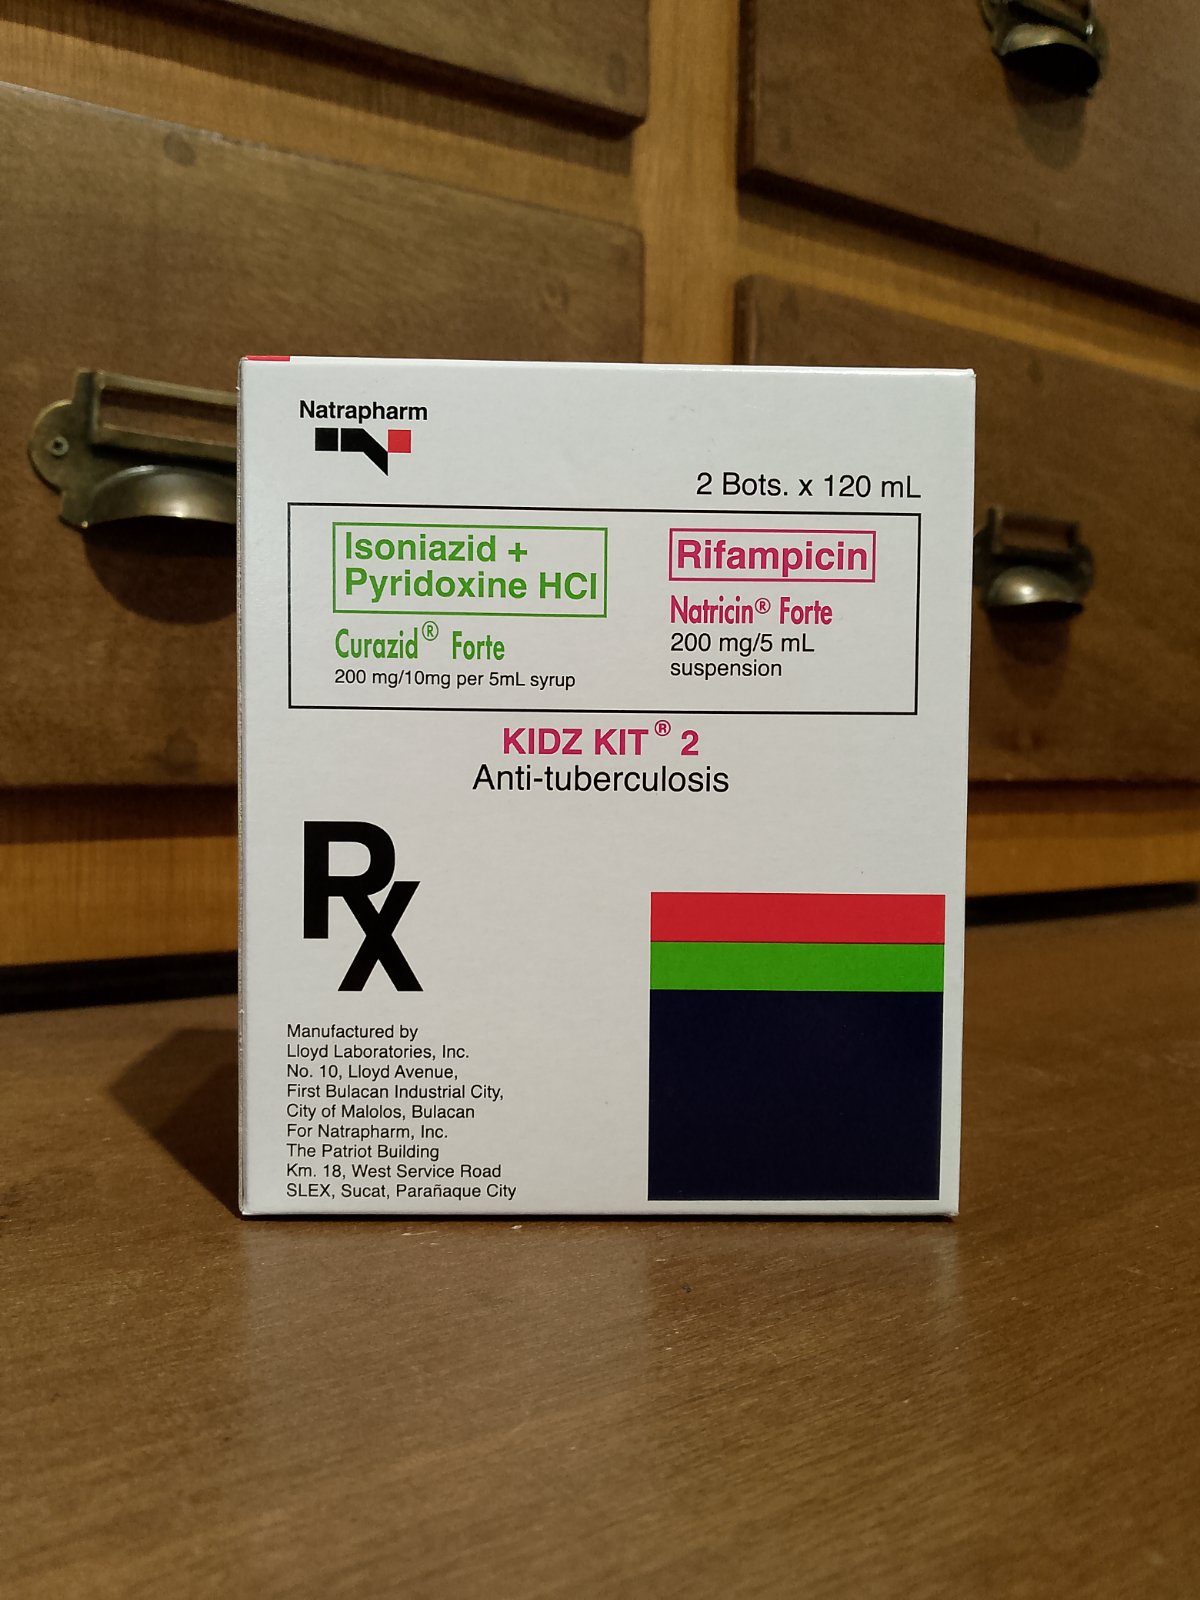 Natrapharm
2 Bots. x 120 mL
Isoniazid +
Pyridoxine HCl
Curazid® Forte
200 mg/10mg per 5mL syrup
Rifampicin
Natricin® Forte
200 mg/5 mL
suspension
KIDZ KIT® 2
Anti-tuberculosis
Rx
Manufactured by
Lloyd Laboratories, Inc.
No. 10, Lloyd Avenue,
First Bulacan Industrial City,
City of Malolos, Bulacan
For Natrapharm, Inc.
The Patriot Building
Km. 18, West Service Road
SLEX, Sucat, Parañaque City